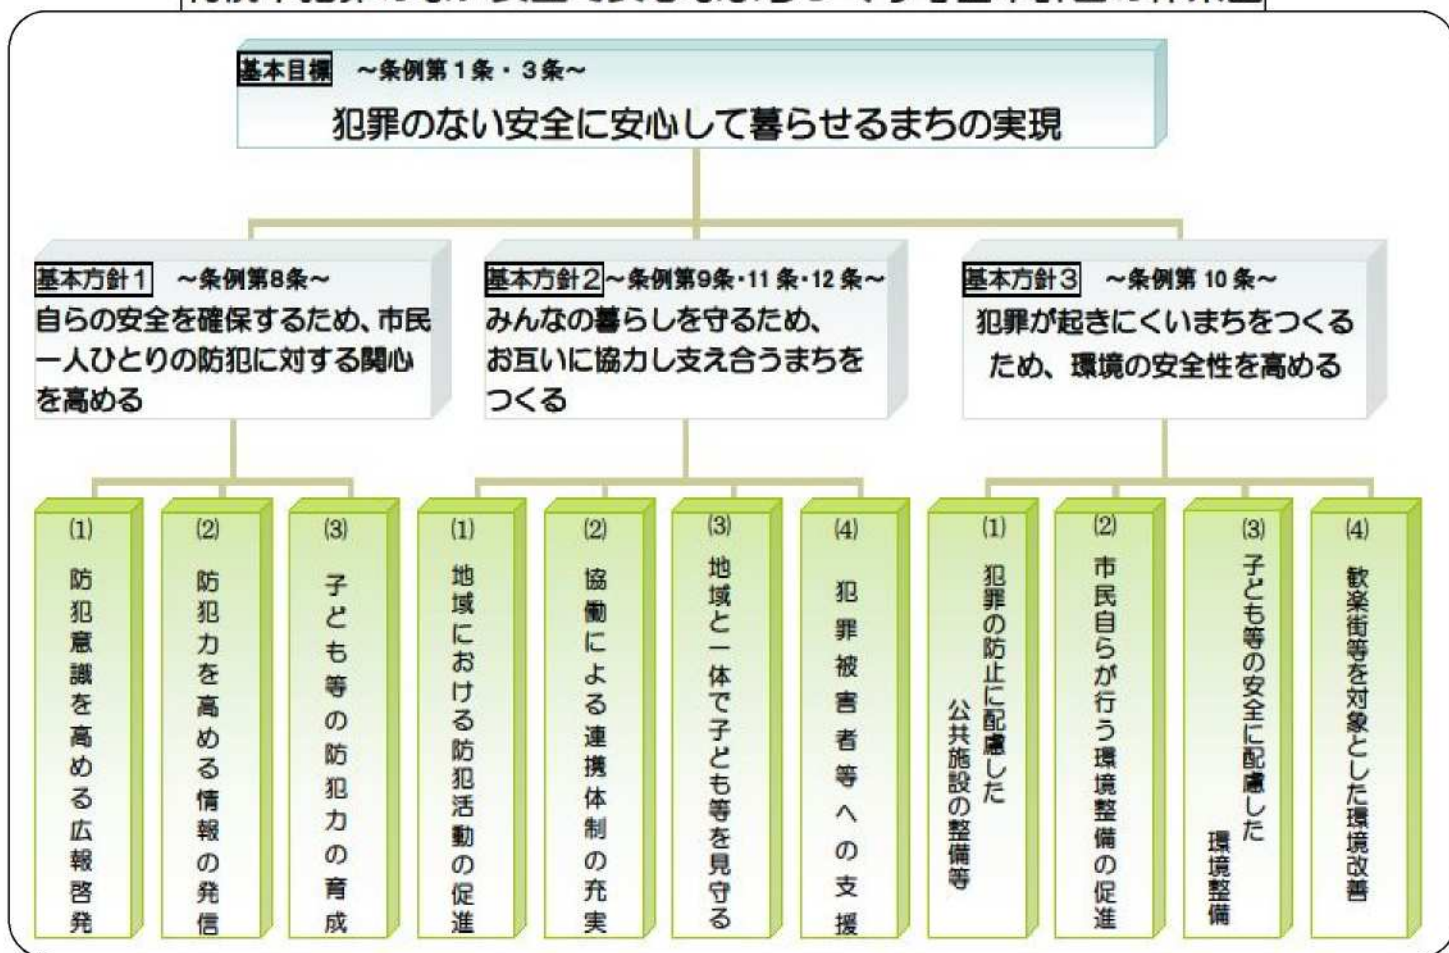 基本目標 ～条例第1条・3条～
犯罪のない安全に安心して暮らせるまちの実現
基本方針1 ～条例第8条～
自らの安全を確保するため、市民
一人ひとりの防犯に対する関心
を高める
基本方針2～条例第9条・11条・12条～
みんなの暮らしを守るため、
お互いに協力し支え合うまちを
つくる
基本方針3 ～条例第10条～
犯罪が起きにくいまちをつくる
ため、環境の安全性を高める
(1) 防犯意識を高める広報啓発
(2) 防犯力を高める情報の発信
(3) 子ども等の防犯力の育成
(1) 地域における防犯活動の促進
(2) 協働による連携体制の充実
(3) 地域と一体で子ども等を見守る
(4) 犯罪被害者等への支援
(1) 犯罪の防止に配慮した
公共施設の整備等
(2) 市民自らが行う環境整備の促進
(3) 子ども等の安全に配慮した
環境整備
(4) 歓楽街等を対象とした環境改善